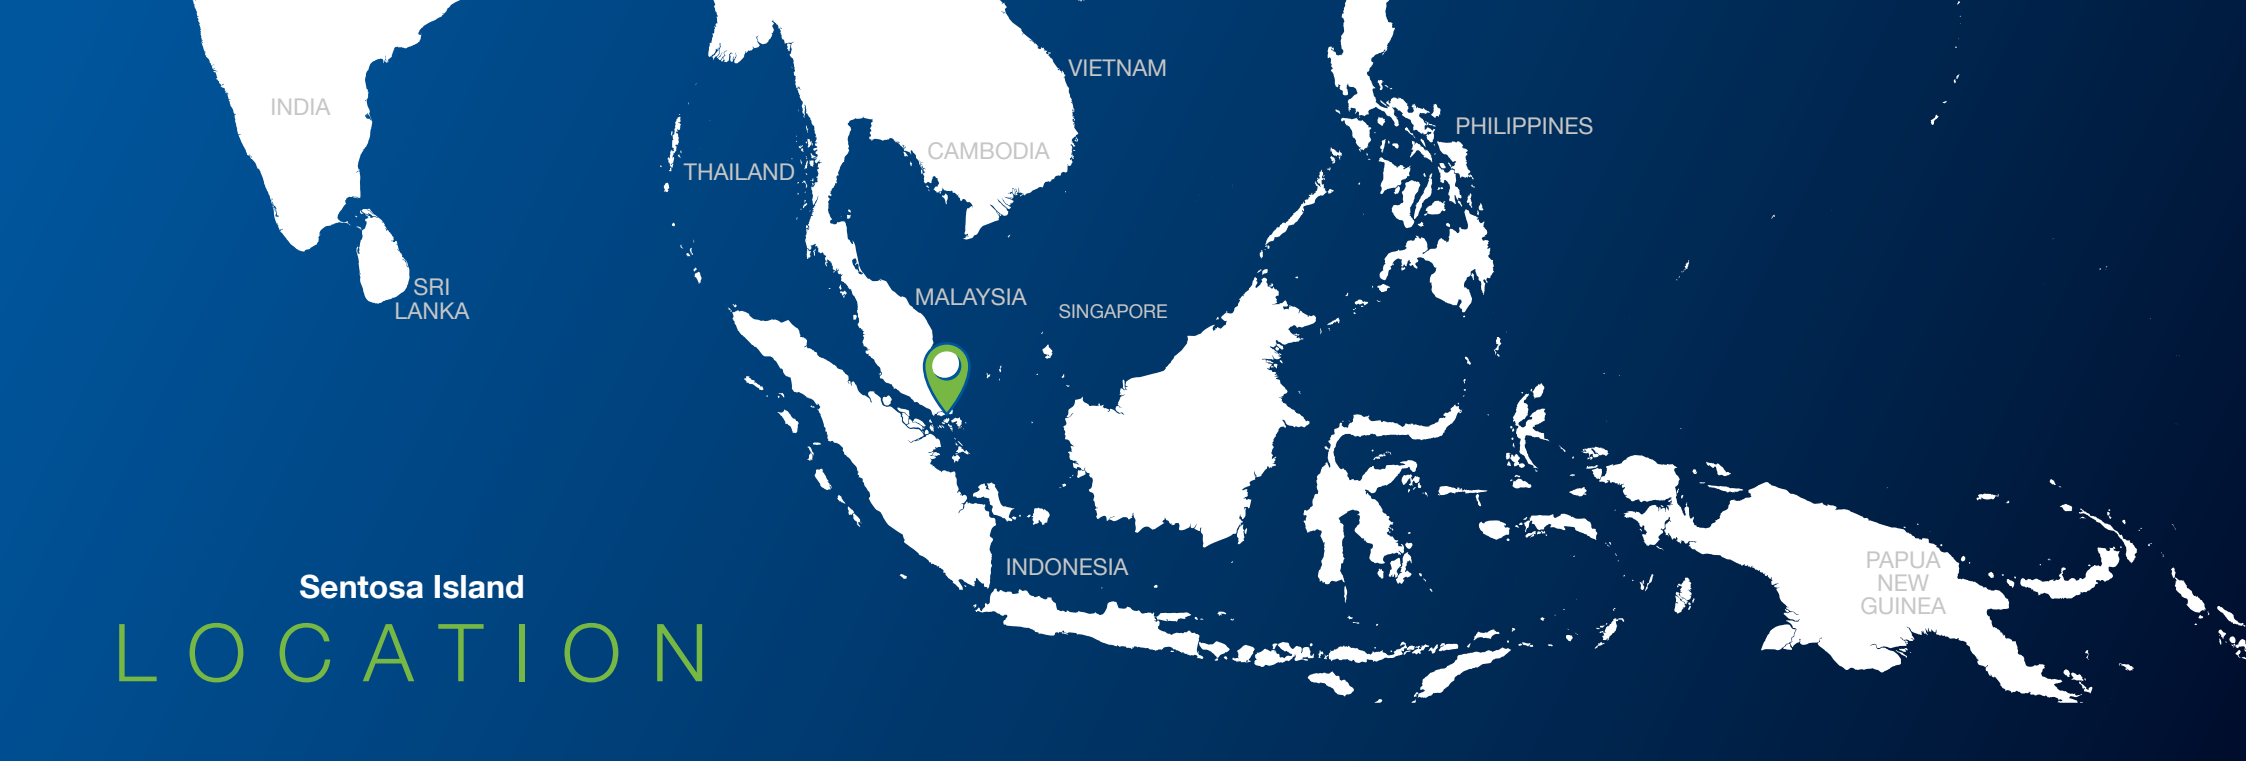 VIETNAM
INDIA
PHILIPPINES
CAMBODIA
THAILAND
SRI
LANKA
MALAYSIA
SINGAPORE
INDONESIA
PAPUA
NEW
GUINEA
Sentosa Island
LOCATION